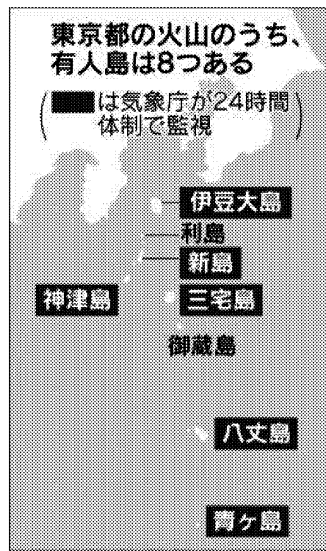 東京都の火山のうち、
有人島は8つある
（■は気象庁が24時間
体制で監視）
伊豆大島
利島
新島
神津島
三宅島
御蔵島
八丈島
青ヶ島